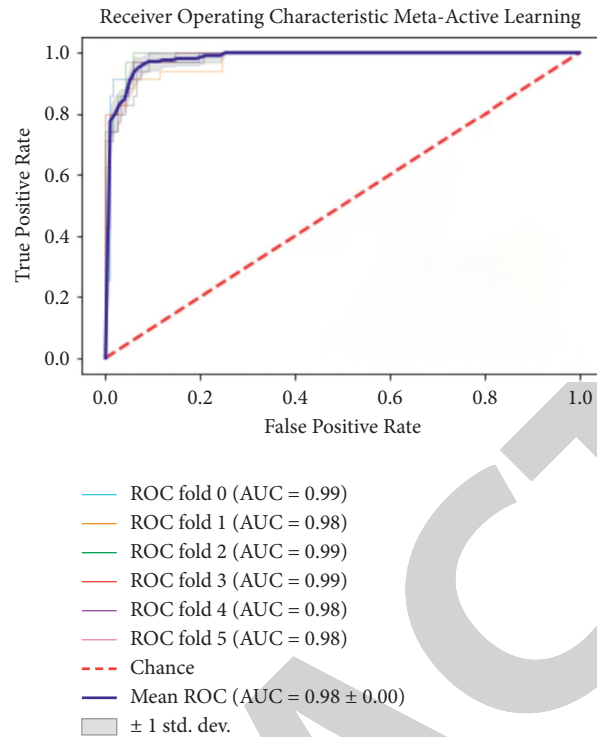 Receiver Operating Characteristic Meta-Active Learning
1.0
0.8
0.6
0.4
0.2
0.0
True Positive Rate
0.0 0.2 0.4 0.6 0.8 1.0
False Positive Rate
ROC fold 0 (AUC = 0.99)
ROC fold 1 (AUC = 0.98)
ROC fold 2 (AUC = 0.99)
ROC fold 3 (AUC = 0.99)
ROC fold 4 (AUC = 0.98)
ROC fold 5 (AUC = 0.98)
Chance
Mean ROC (AUC = 0.98 ± 0.00)
± 1 std. dev.